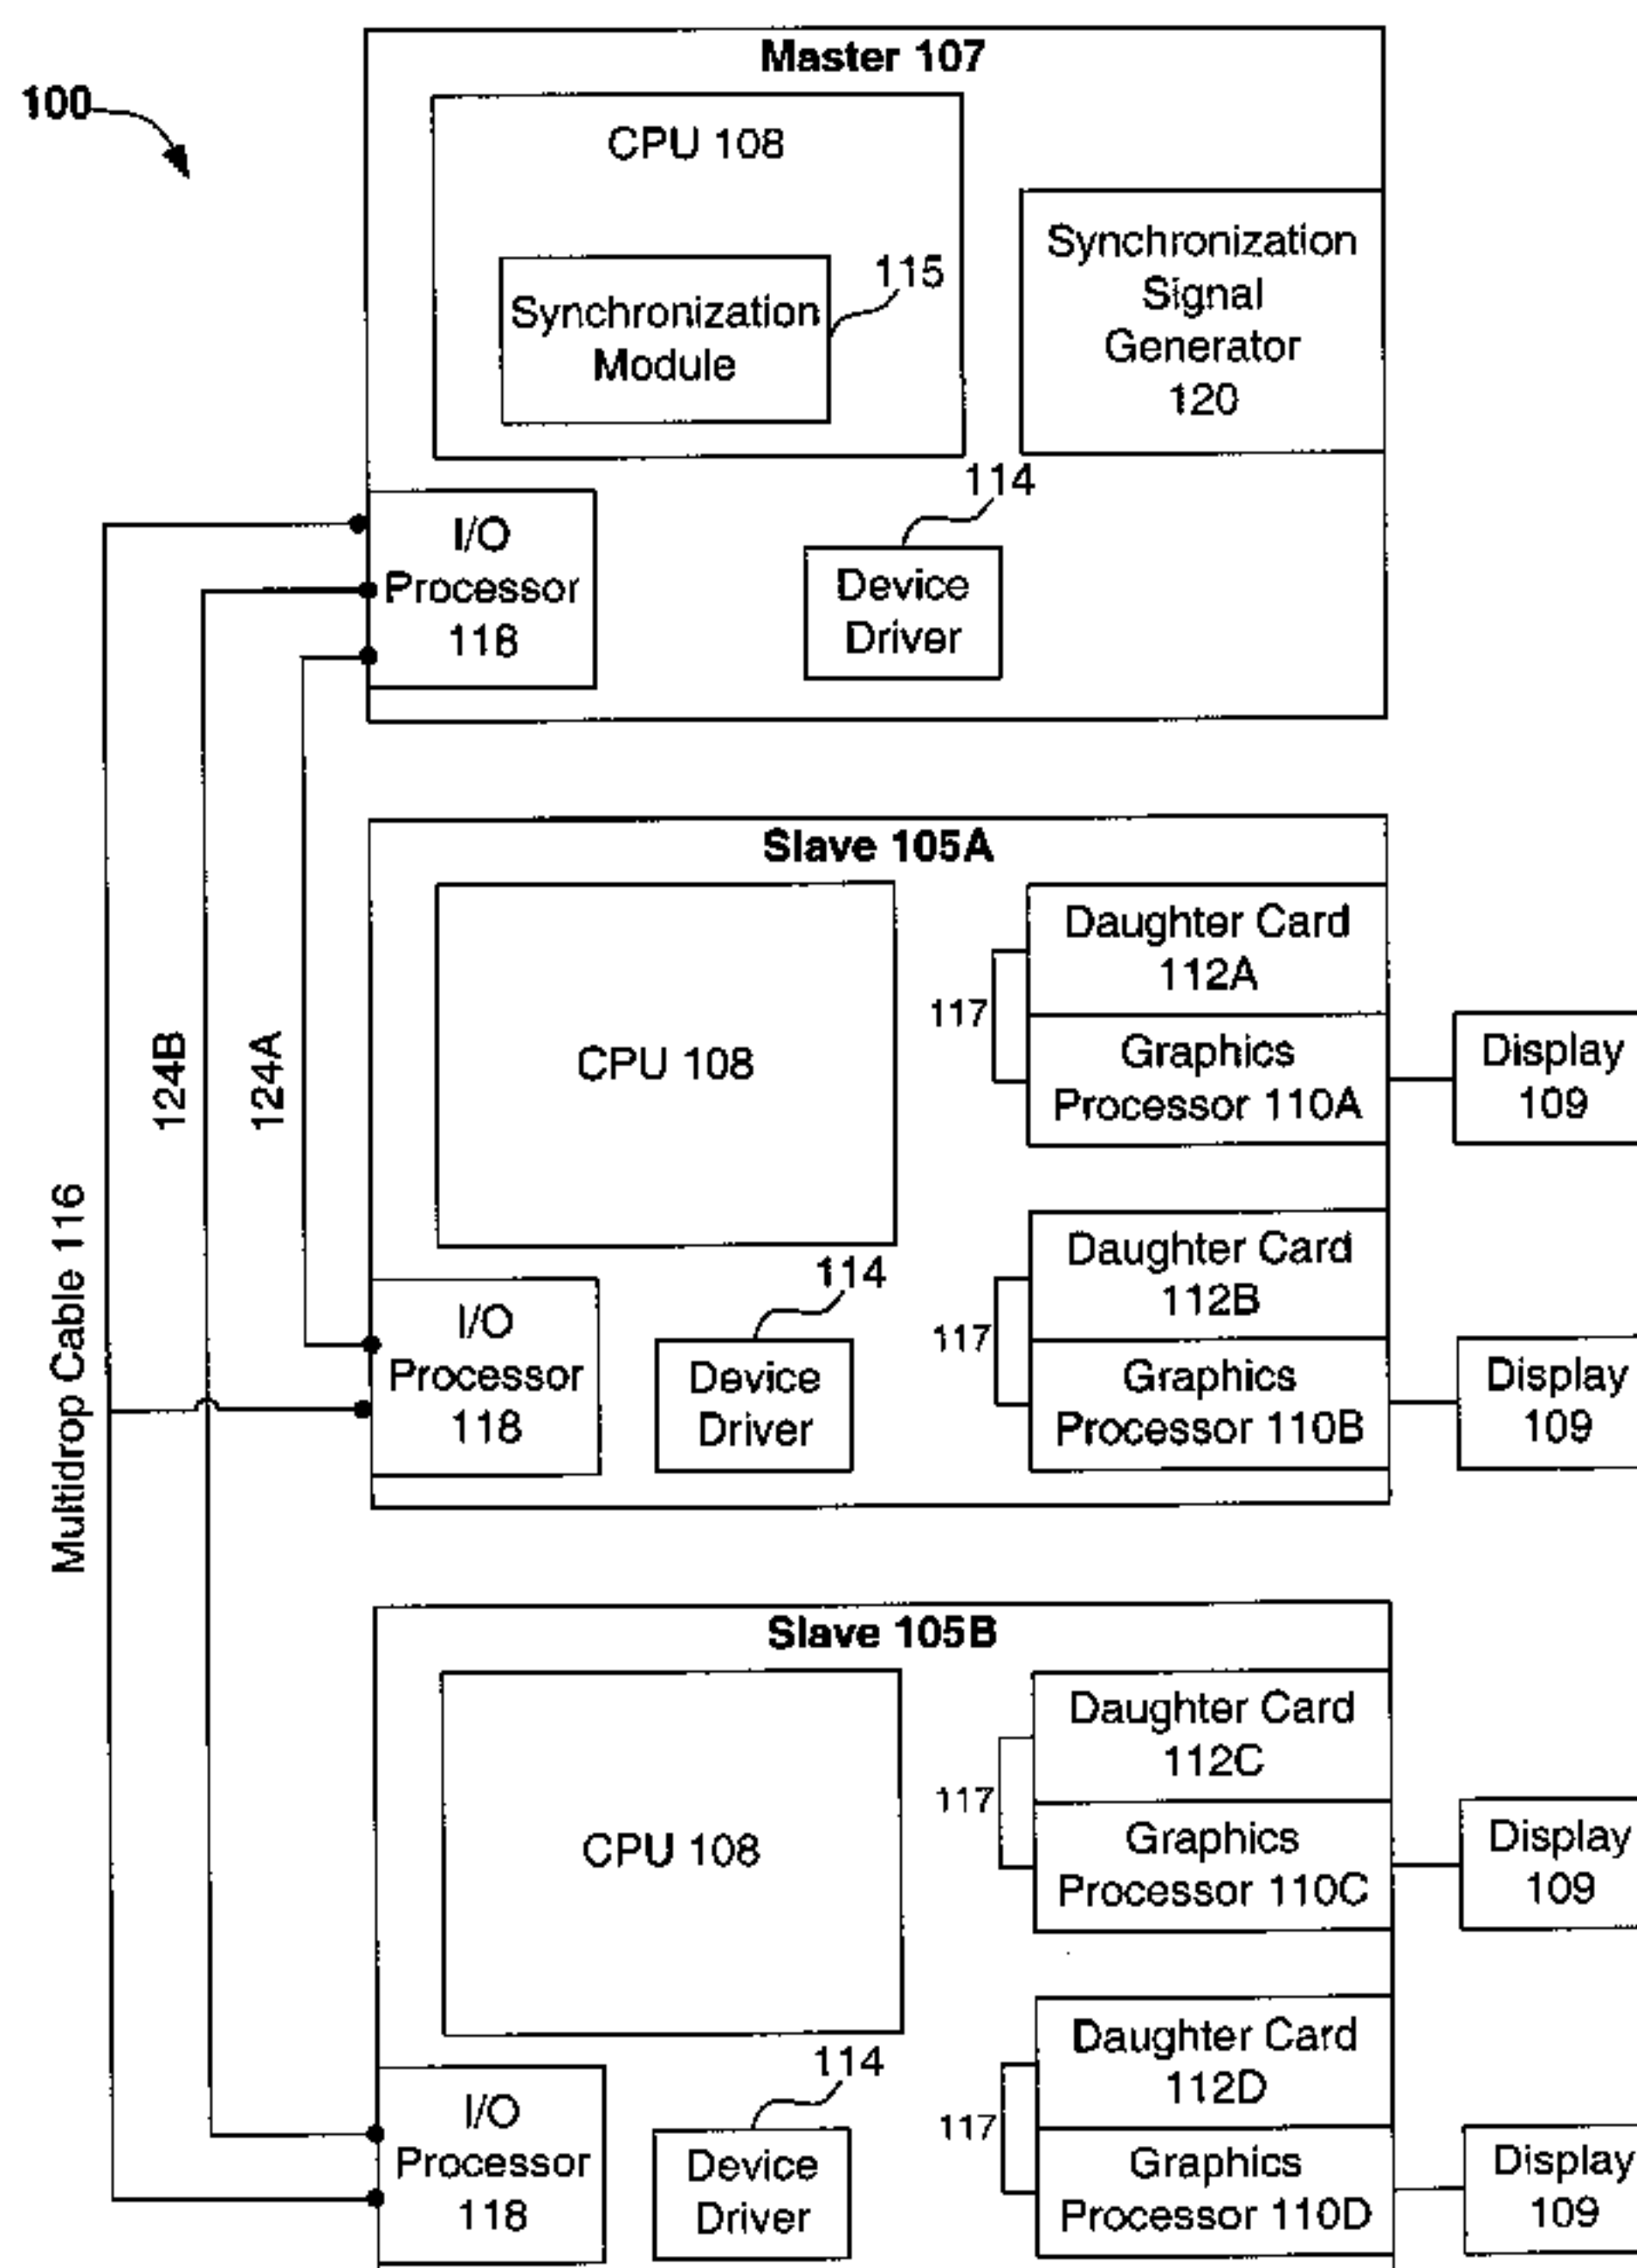 100
Master 107
CPU 108
Synchronization
Module
115
Synchronization
Signal
Generator
120
I/O
Processor
118
114
Device
Driver
124B
124A
Multidrop Cable 116
Slave 105A
CPU 108
I/O
Processor
118
114
Device
Driver
Daughter Card
112A
117
Graphics
Processor 110A
Display
109
Daughter Card
112B
117
Graphics
Processor 110B
Display
109
Slave 105B
CPU 108
I/O
Processor
118
114
Device
Driver
Daughter Card
112C
117
Graphics
Processor 110C
Display
109
Daughter Card
112D
117
Graphics
Processor 110D
Display
109